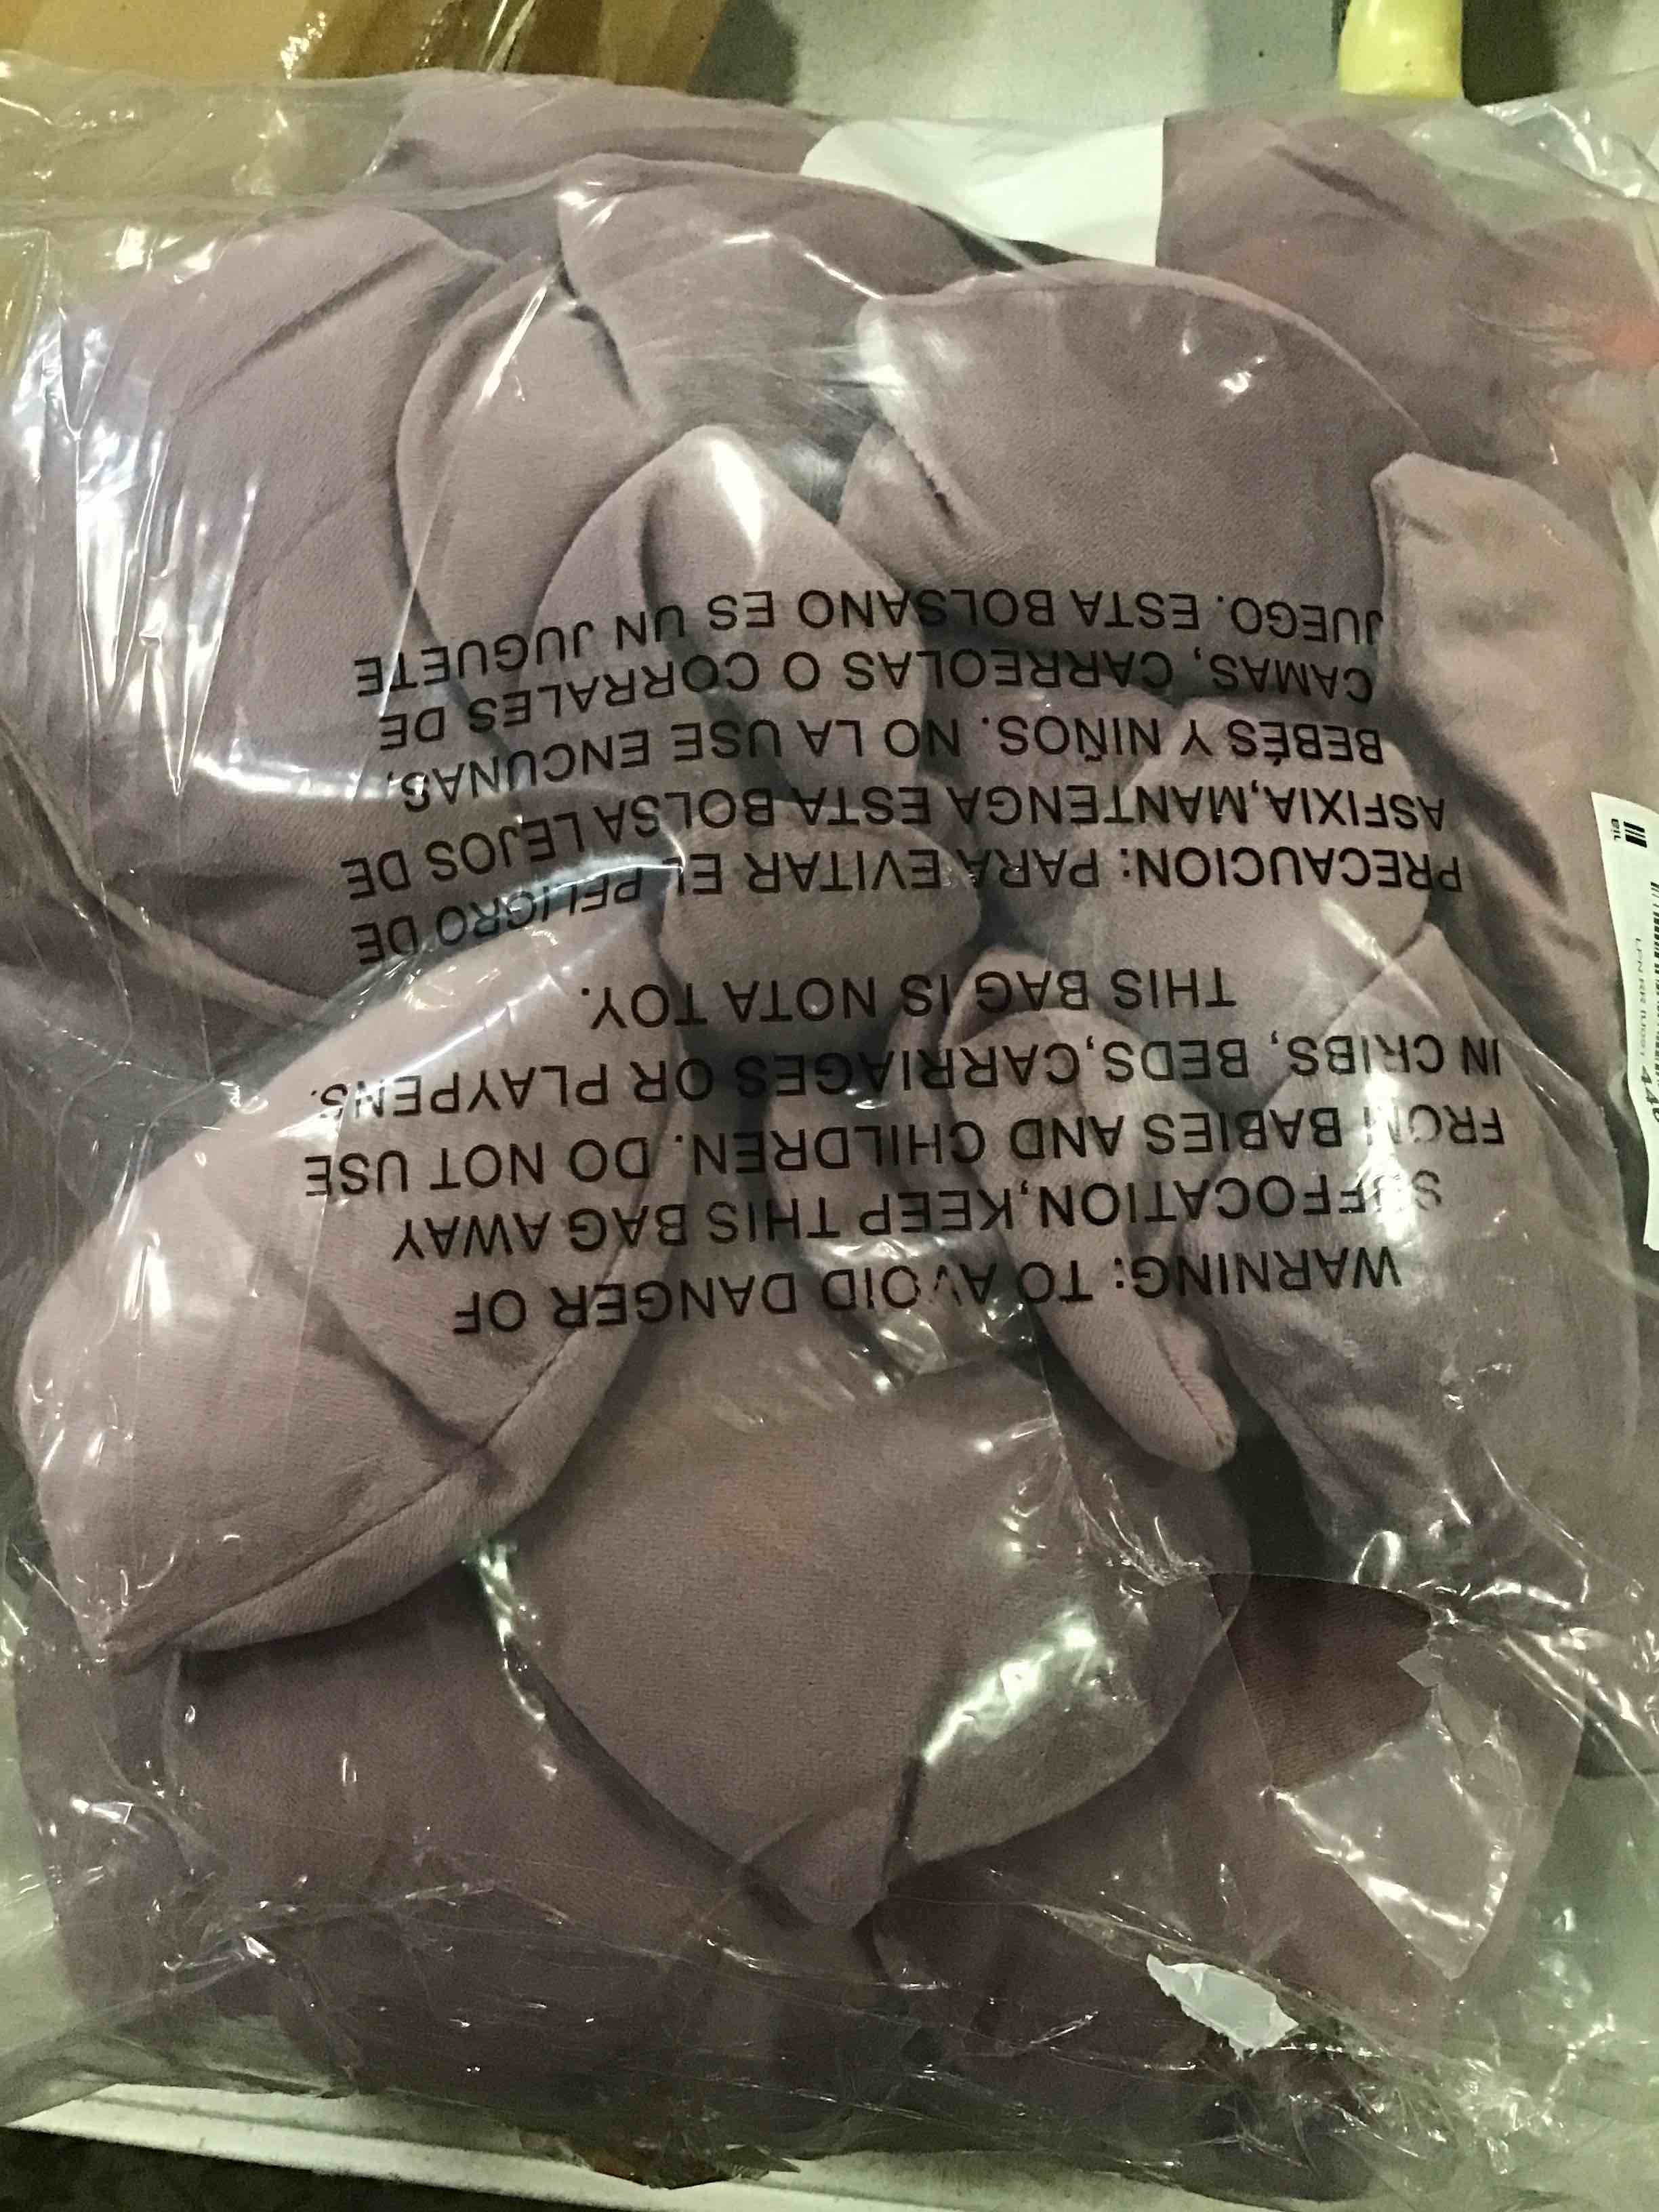 WARNING: TO AVOID DANGER OF
SUFFOCATION,KEEP THIS BAG AWAY
FROM BABIES AND CHILDREN. DO NOT USE
IN CRIBS, BEDS,CARRIAGES OR PLAYPENS.
THIS BAG IS NOTA TOY.
PRECAUCION: PARA EVITAR EL PELIGRO DE
ASFIXIA,MANTENGA ESTA BOLSA LEJOS DE
BEBÉS Y NIÑOS. NO LA USE ENCUNAS,
CAMAS, CARREOLAS O CORRALES DE
JUEGO. ESTA BOLSANO ES UN JUGUETE